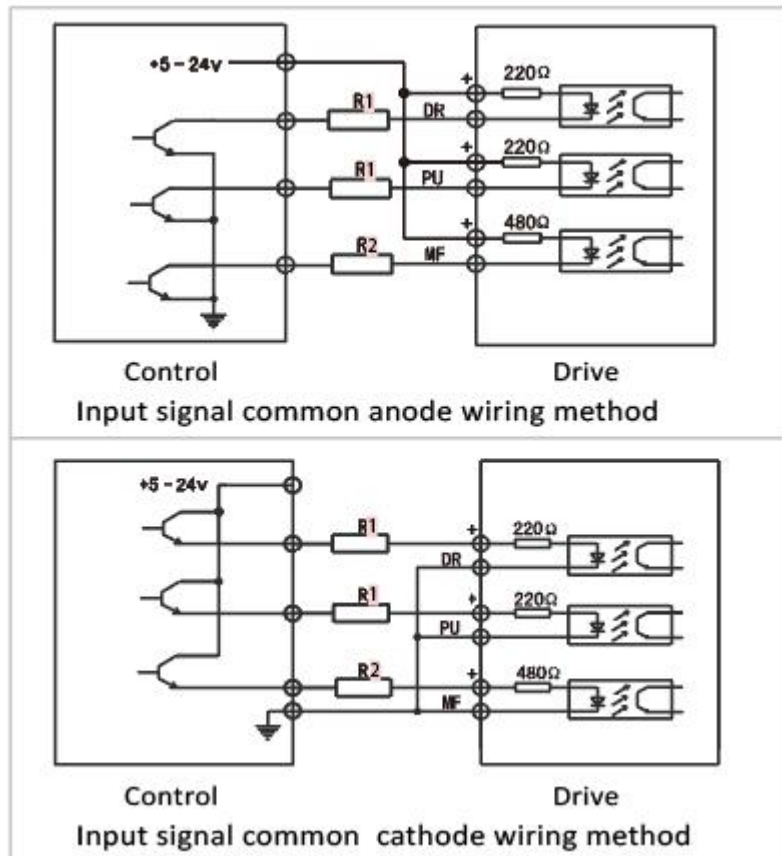 +5-24v
220Ω
R1
+
DR
220Ω
R1
+
PU
480Ω
R2
+
MF
Control Drive
Input signal common anode wiring method
+5-24v
R1
+
220Ω
DR
R1
+
220Ω
PU
R2
+
480Ω
MF
Control Drive
Input signal common cathode wiring method